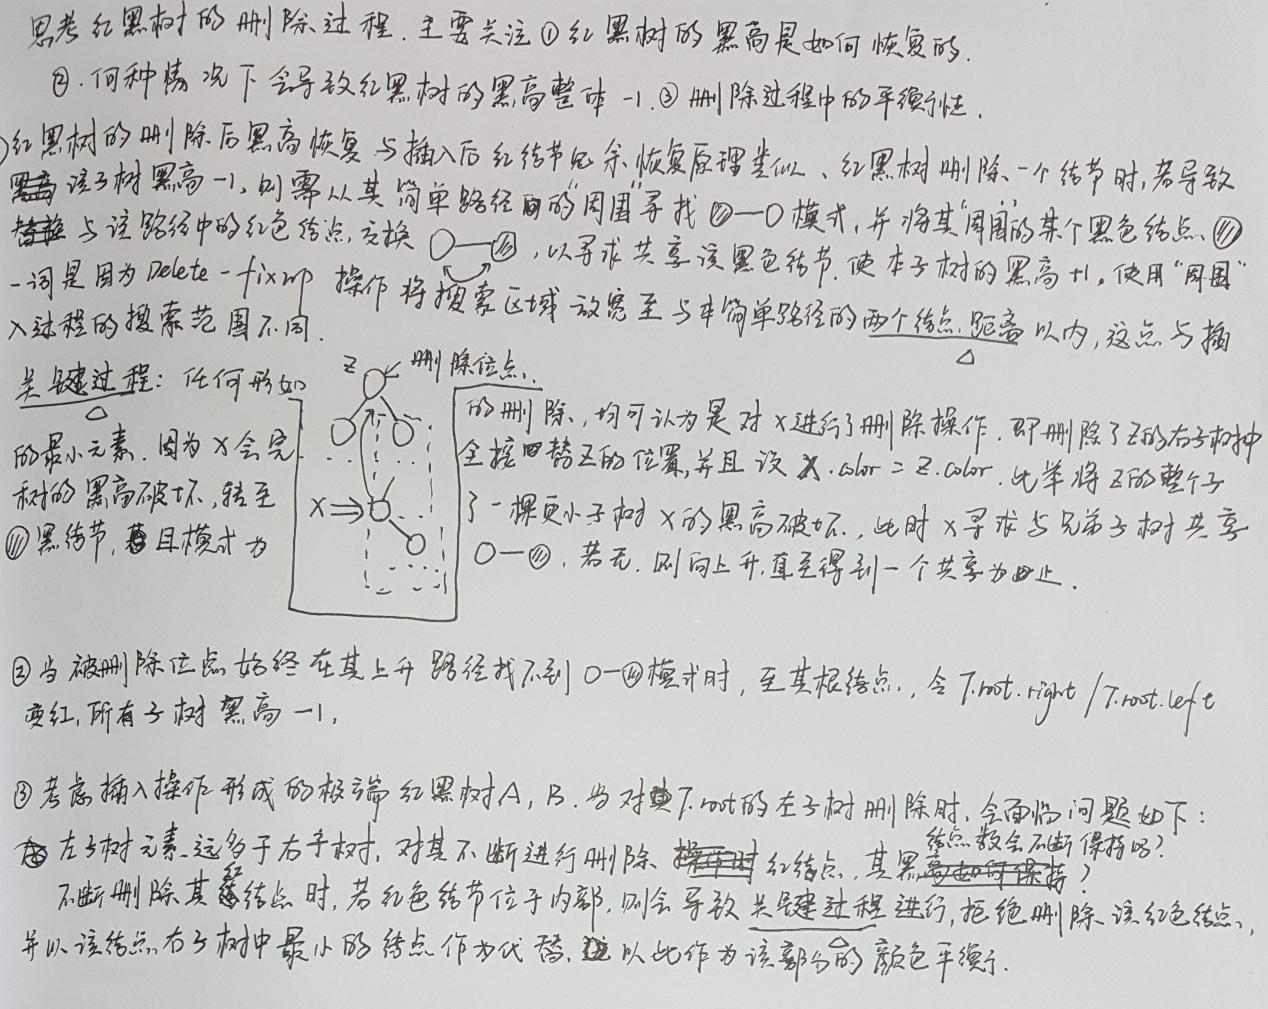 思考红黑树的删除过程.主要关注①红黑树的黑高是如何恢复的.
②.何种情况下会导致红黑树的黑高整体-1.③删除过程中的平衡性.
红黑树的删除后黑高恢复与插入后红结节冗余恢复原理类似、红黑树删除一个结节时,若导致
该子树黑高-1,则需从其简单路径的"周围"寻找 —○模式,并将其"周围"的某个黑色结点
与该路径中的红色结点交换 ○— ,以寻求共享该黑色结节.使本子树的黑高+1。使用"周围"
一词是因为Delete-fixup操作将搜索区域放宽至与本简单路径的两个结点距离以内,这点与插
入过程的搜索范围不同.
关键过程:任何形如
Z 删除位点.
X
的删除,均可认为是对x进行了删除操作.即删除了Z的右子树中
的最小元素.因为X会完全接替Z的位置,并且设x.color=Z.color.此举将Z的整个子
树的黑高破坏,转至了一棵更小子树x的黑高破坏.,此时x寻求与兄弟子树共享
黑结节,且模式为○— .若无.则向上升,直至得到一个共享为止.
②当被删除位点始终在其上升路径找不到○— 模式时,至其根结点.,令T.root.right/T.root.left
变红,所有子树黑高-1,
③考虑插入操作形成的极端红黑树A,B.当对T.root的左子树删除时.会面临问题如下:
左子树元素远多于右子树,对其不断进行删除红结点,其黑结点数会不断保持吗?
不断删除其红结点时,若红色结节位于内部,则会导致关键过程进行,拒绝删除该红色结点.,
并以该结点右子树中最小的结点作为代替.以此作为该部分的颜色平衡.